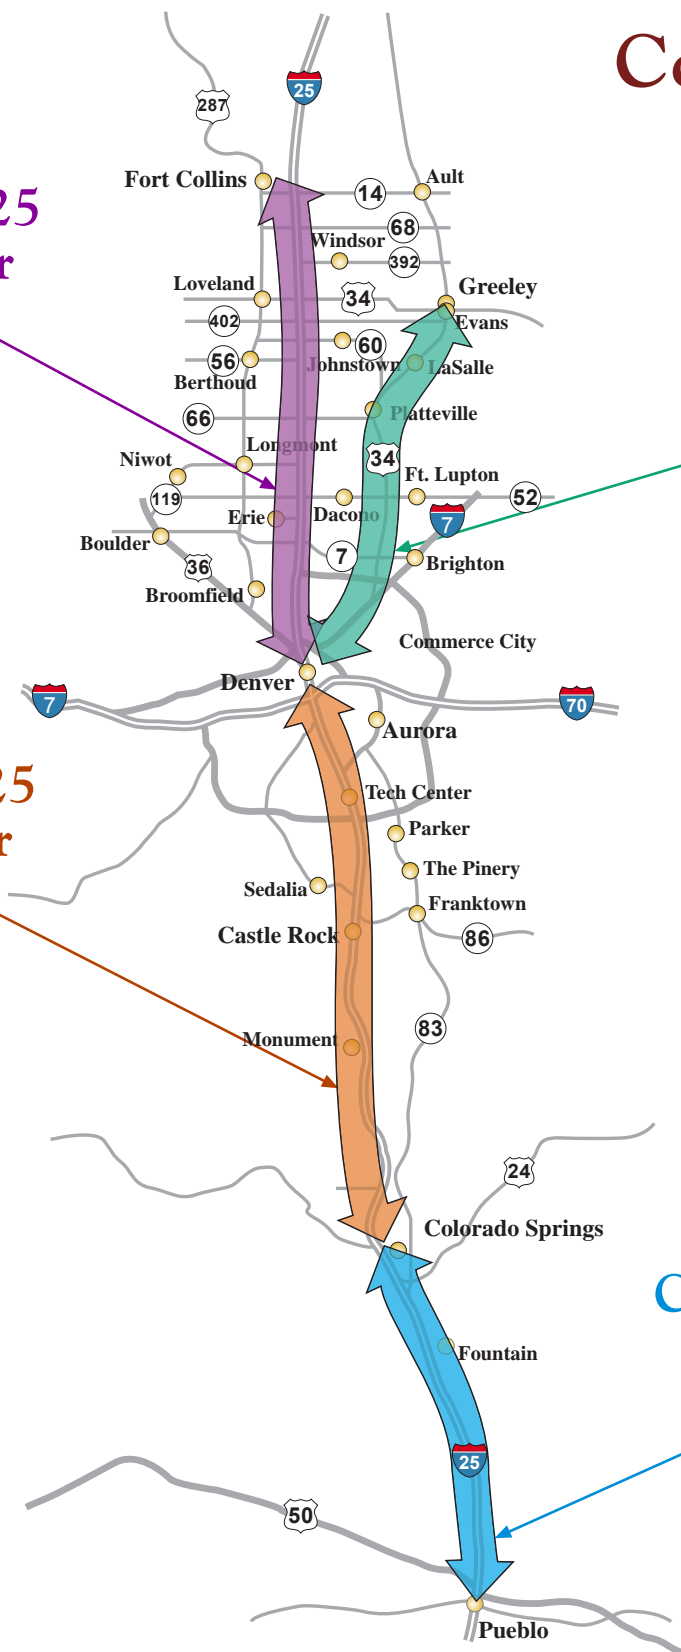 Co
25
287
Fort Collins
Ault
14
25
r
68
Windsor
392
Loveland
34
Greeley
402
Evans
60
56
Johnstown
LaSalle
Berthoud
66
Platteville
Longmont
Niwot
34
Ft. Lupton
119
Dacono
52
Erie
7
Boulder
7
Brighton
36
Broomfield
Commerce City
Denver
7
70
Aurora
25
Tech Center
r
Parker
The Pinery
Sedalia
Franktown
Castle Rock
86
83
Monument
24
Colorado Springs
C
Fountain
25
50
Pueblo